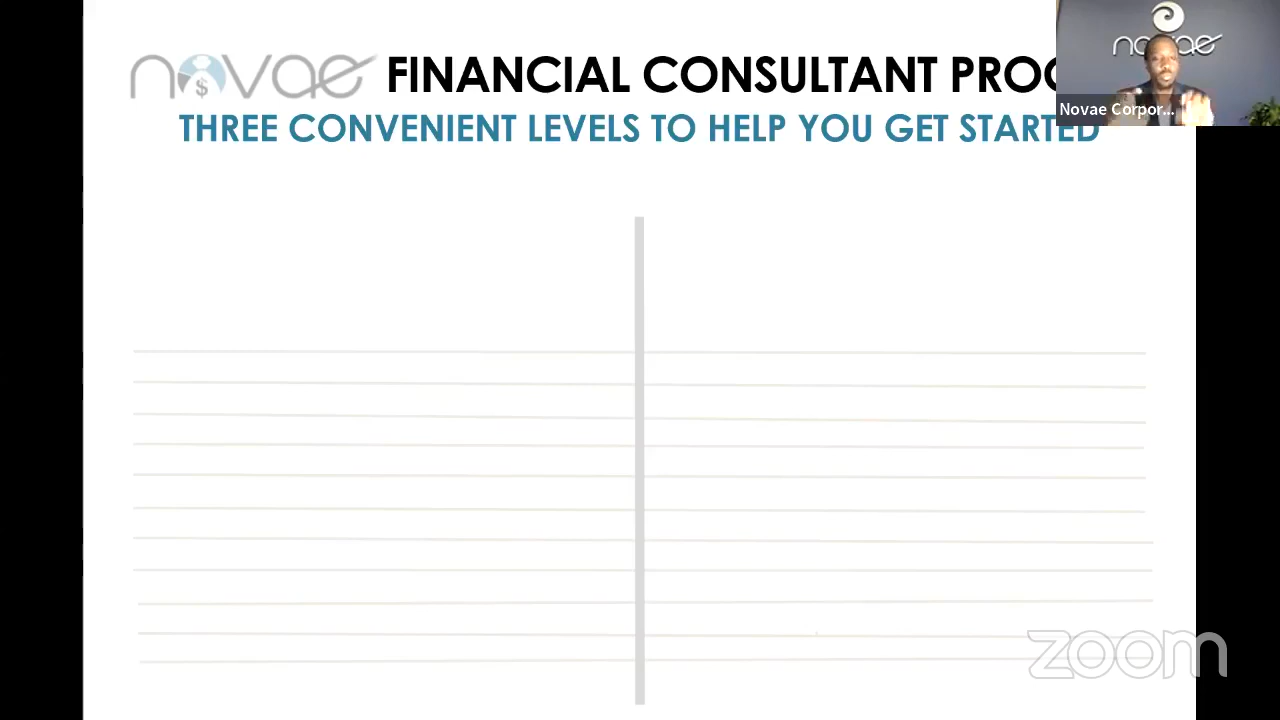 novae FINANCIAL CONSULTANT PROG
THREE CONVENIENT LEVELS TO HELP YOU GET STARTED
novae
Novae Corpor...
zoom